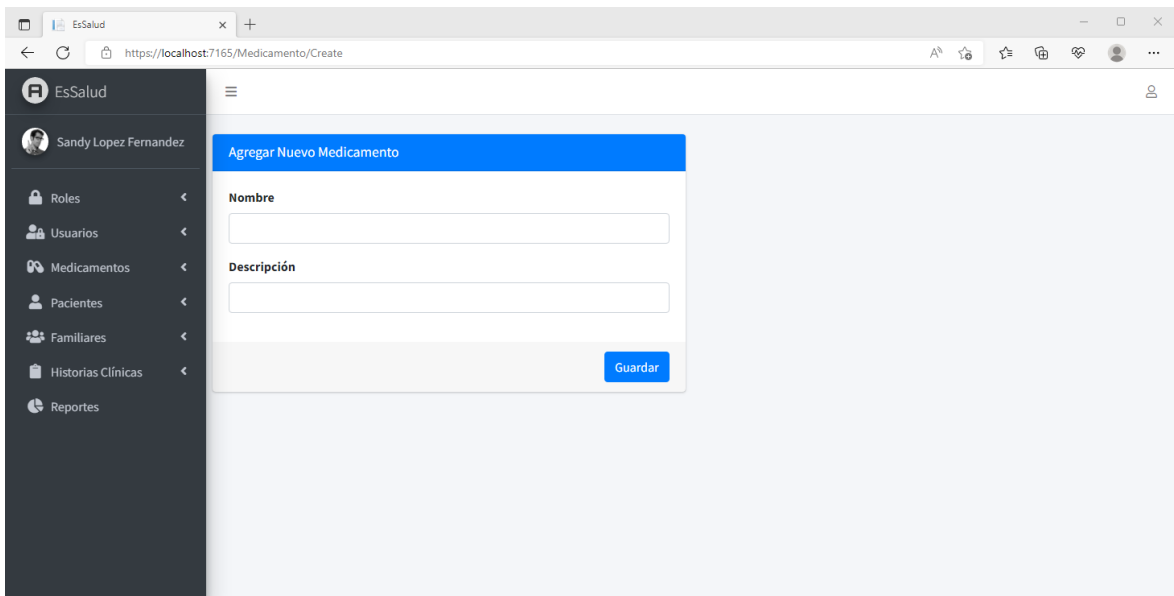 EsSalud
https://localhost:7165/Medicamento/Create
EsSalud
Sandy Lopez Fernandez
Roles
Usuarios
Medicamentos
Pacientes
Familiares
Historias Clínicas
Reportes
Agregar Nuevo Medicamento
Nombre
Descripción
Guardar